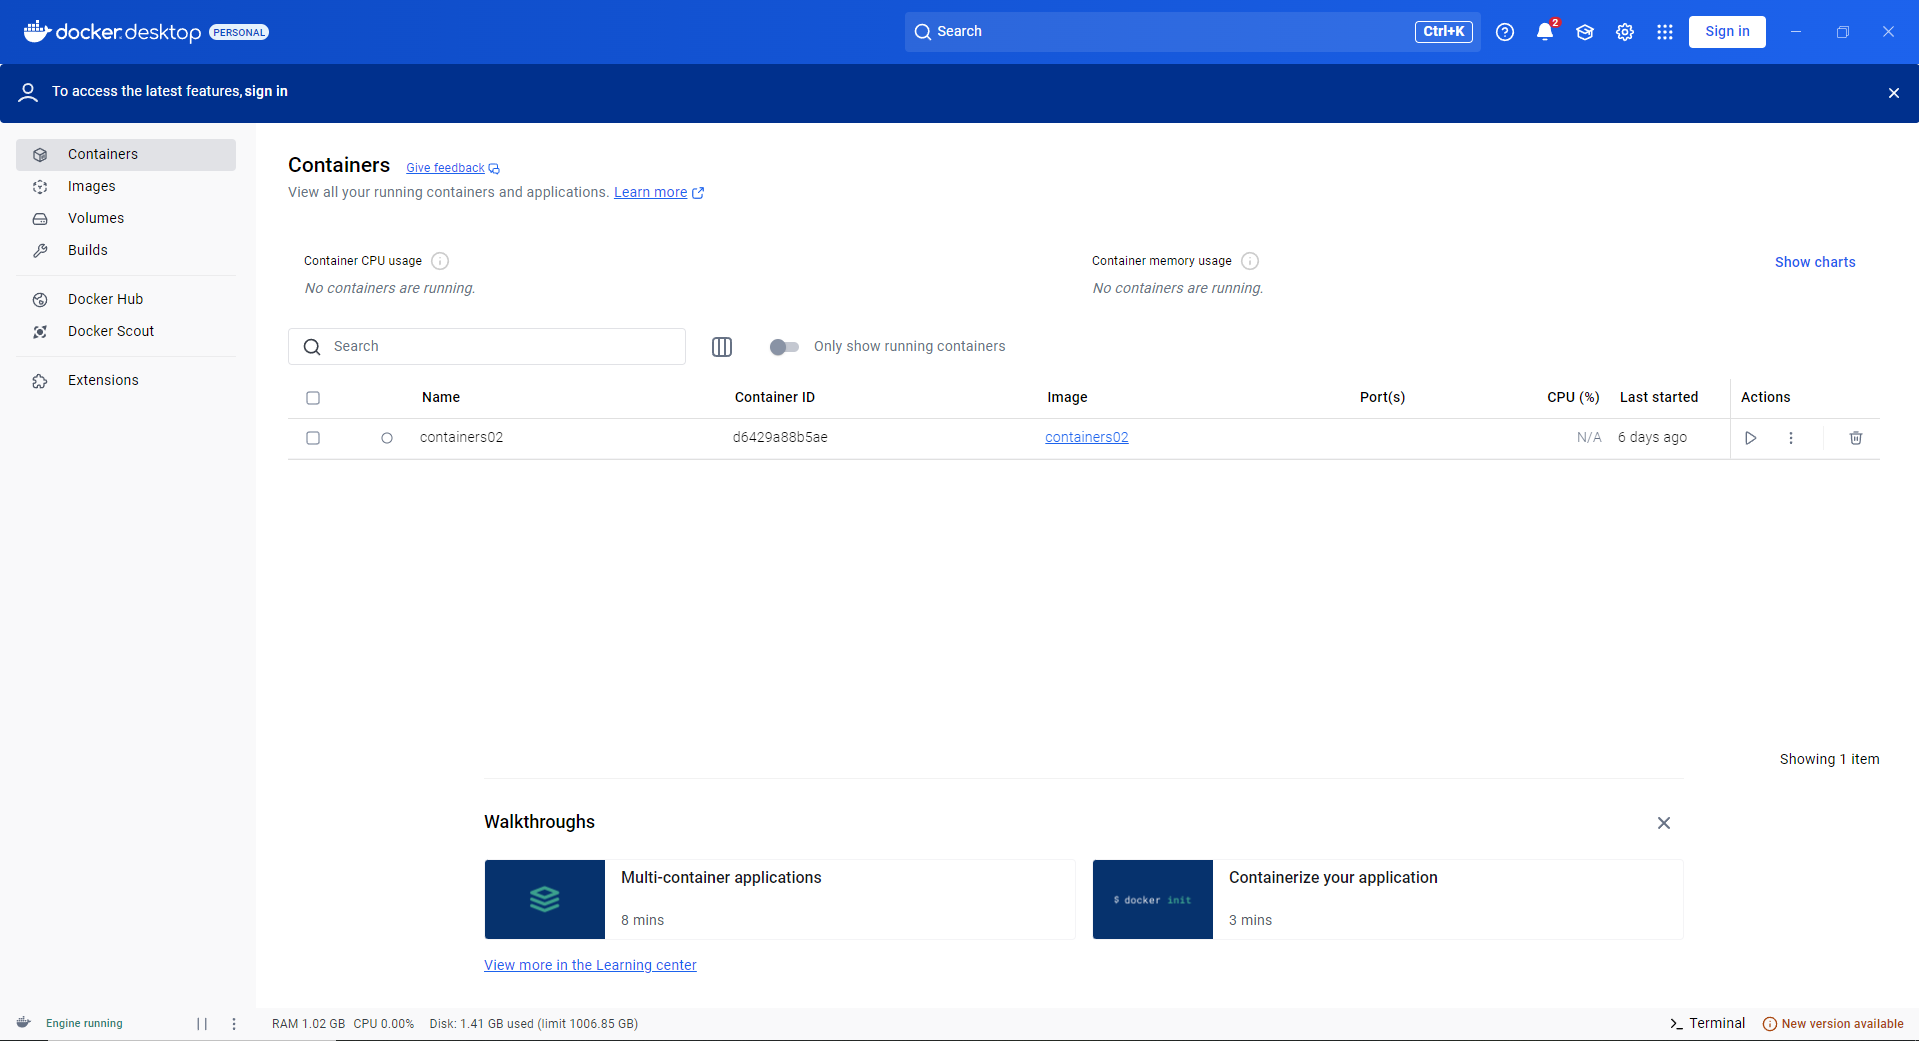 docker.desktop PERSONAL
Search Ctrl+K
2
Sign in
To access the latest features, sign in
Containers
Images
Volumes
Builds
Docker Hub
Docker Scout
Extensions
Containers Give feedback
View all your running containers and applications. Learn more
Container CPU usage
No containers are running.
Container memory usage
No containers are running.
Show charts
Search
Only show running containers
Name Container ID Image Port(s) CPU (%) Last started Actions
containers02 d6429a88b5ae containers02 N/A 6 days ago
Showing 1 item
Walkthroughs
Multi-container applications
8 mins
$ docker init
Containerize your application
3 mins
View more in the Learning center
Engine running
RAM 1.02 GB CPU 0.00% Disk: 1.41 GB used (limit 1006.85 GB)
Terminal
New version available